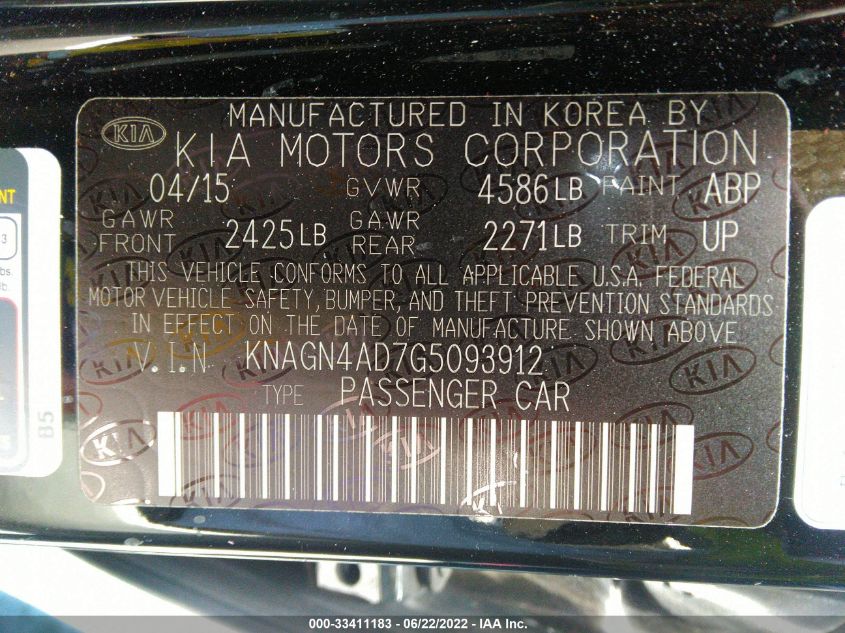 MANUFACTURED IN KOREA BY
KIA KIA MOTORS CORPORATION
04/15 GVWR 4586LB PAINT ABP
GAWR FRONT 2425LB GAWR REAR 2271LB TRIM UP
THIS VEHICLE CONFORMS TO ALL APPLICABLE U.S.A. FEDERAL
MOTOR VEHICLE SAFETY, BUMPER, AND THEFT PREVENTION STANDARDS
IN EFFECT ON THE DATE OF MANUFACTURE SHOWN ABOVE
V.I.N KNAGN4AD7G5093912
TYPE PASSENGER CAR
B5
000-33411183 - 06/22/2022 - IAA Inc.